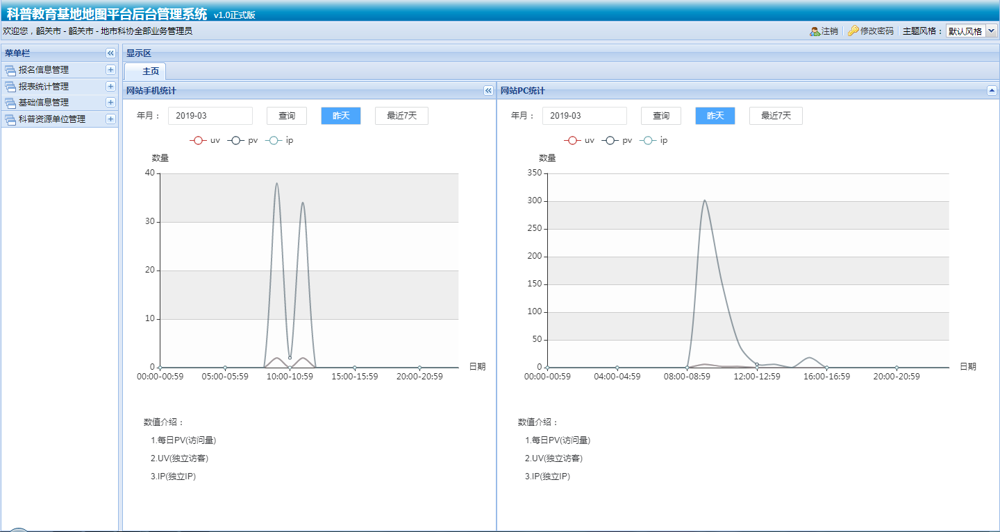 科普教育基地地图平台后台管理系统 v1.0正式版
欢迎您，韶关市 - 韶关市 - 地市科协全部业务管理员 注销 修改密码 主题风格： 默认风格
菜单栏
报名信息管理
报表统计管理
基础信息管理
科普资源单位管理
显示区
主页
网站手机统计
年月： 2019-03 查询 昨天 最近7天
uv pv ip
数量
40
30
20
10
0
日期
00:00-00:59 05:00-05:59 10:00-10:59 15:00-15:59 20:00-20:59
数值介绍：
1.每日PV(访问量)
2.UV(独立访客)
3.IP(独立IP)
网站PC统计
年月： 2019-03 查询 昨天 最近7天
uv pv ip
数量
350
300
250
200
150
100
50
0
日期
00:00-00:59 04:00-04:59 08:00-08:59 12:00-12:59 16:00-16:59 20:00-20:59
数值介绍：
1.每日PV(访问量)
2.UV(独立访客)
3.IP(独立IP)